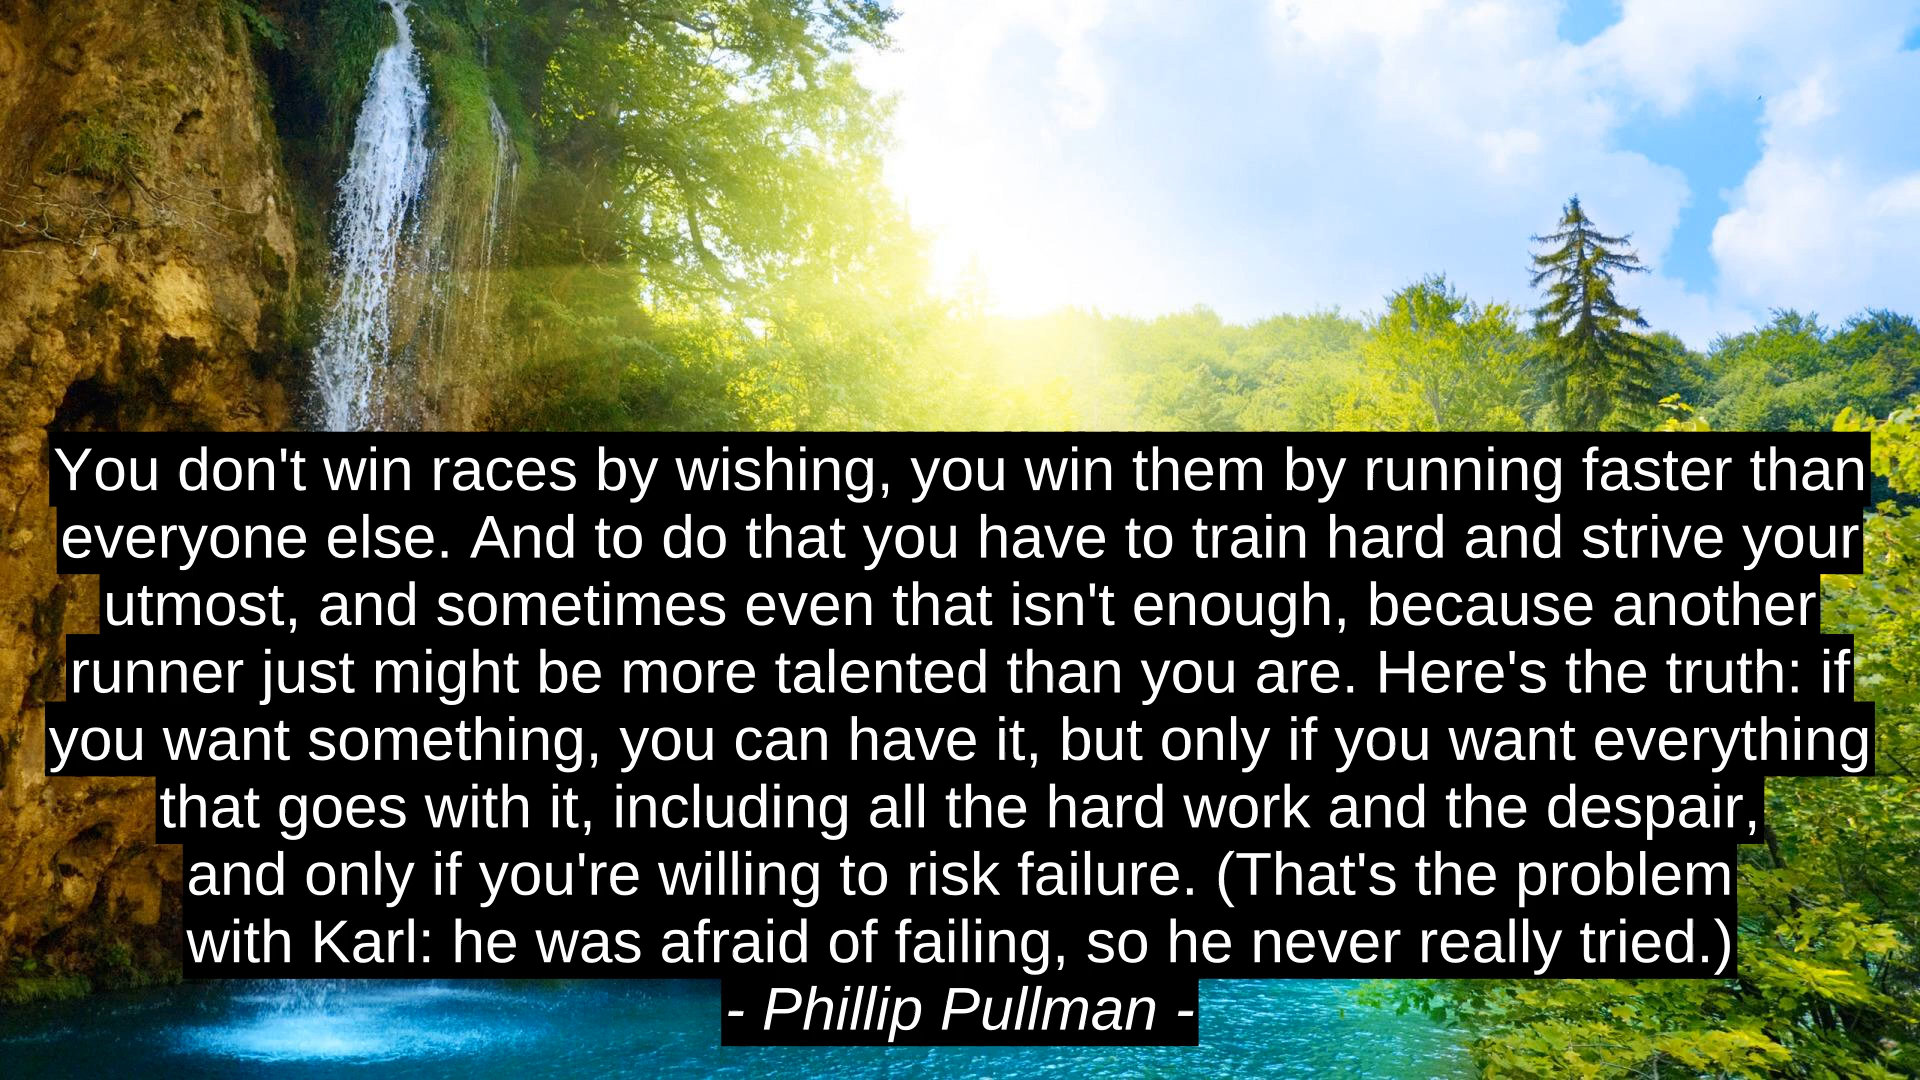 You don't win races by wishing, you win them by running faster than
everyone else. And to do that you have to train hard and strive your
utmost, and sometimes even that isn't enough, because another
runner just might be more talented than you are. Here's the truth: if
you want something, you can have it, but only if you want everything
that goes with it, including all the hard work and the despair,
and only if you're willing to risk failure. (That's the problem
with Karl: he was afraid of failing, so he never really tried.)
- Phillip Pullman -